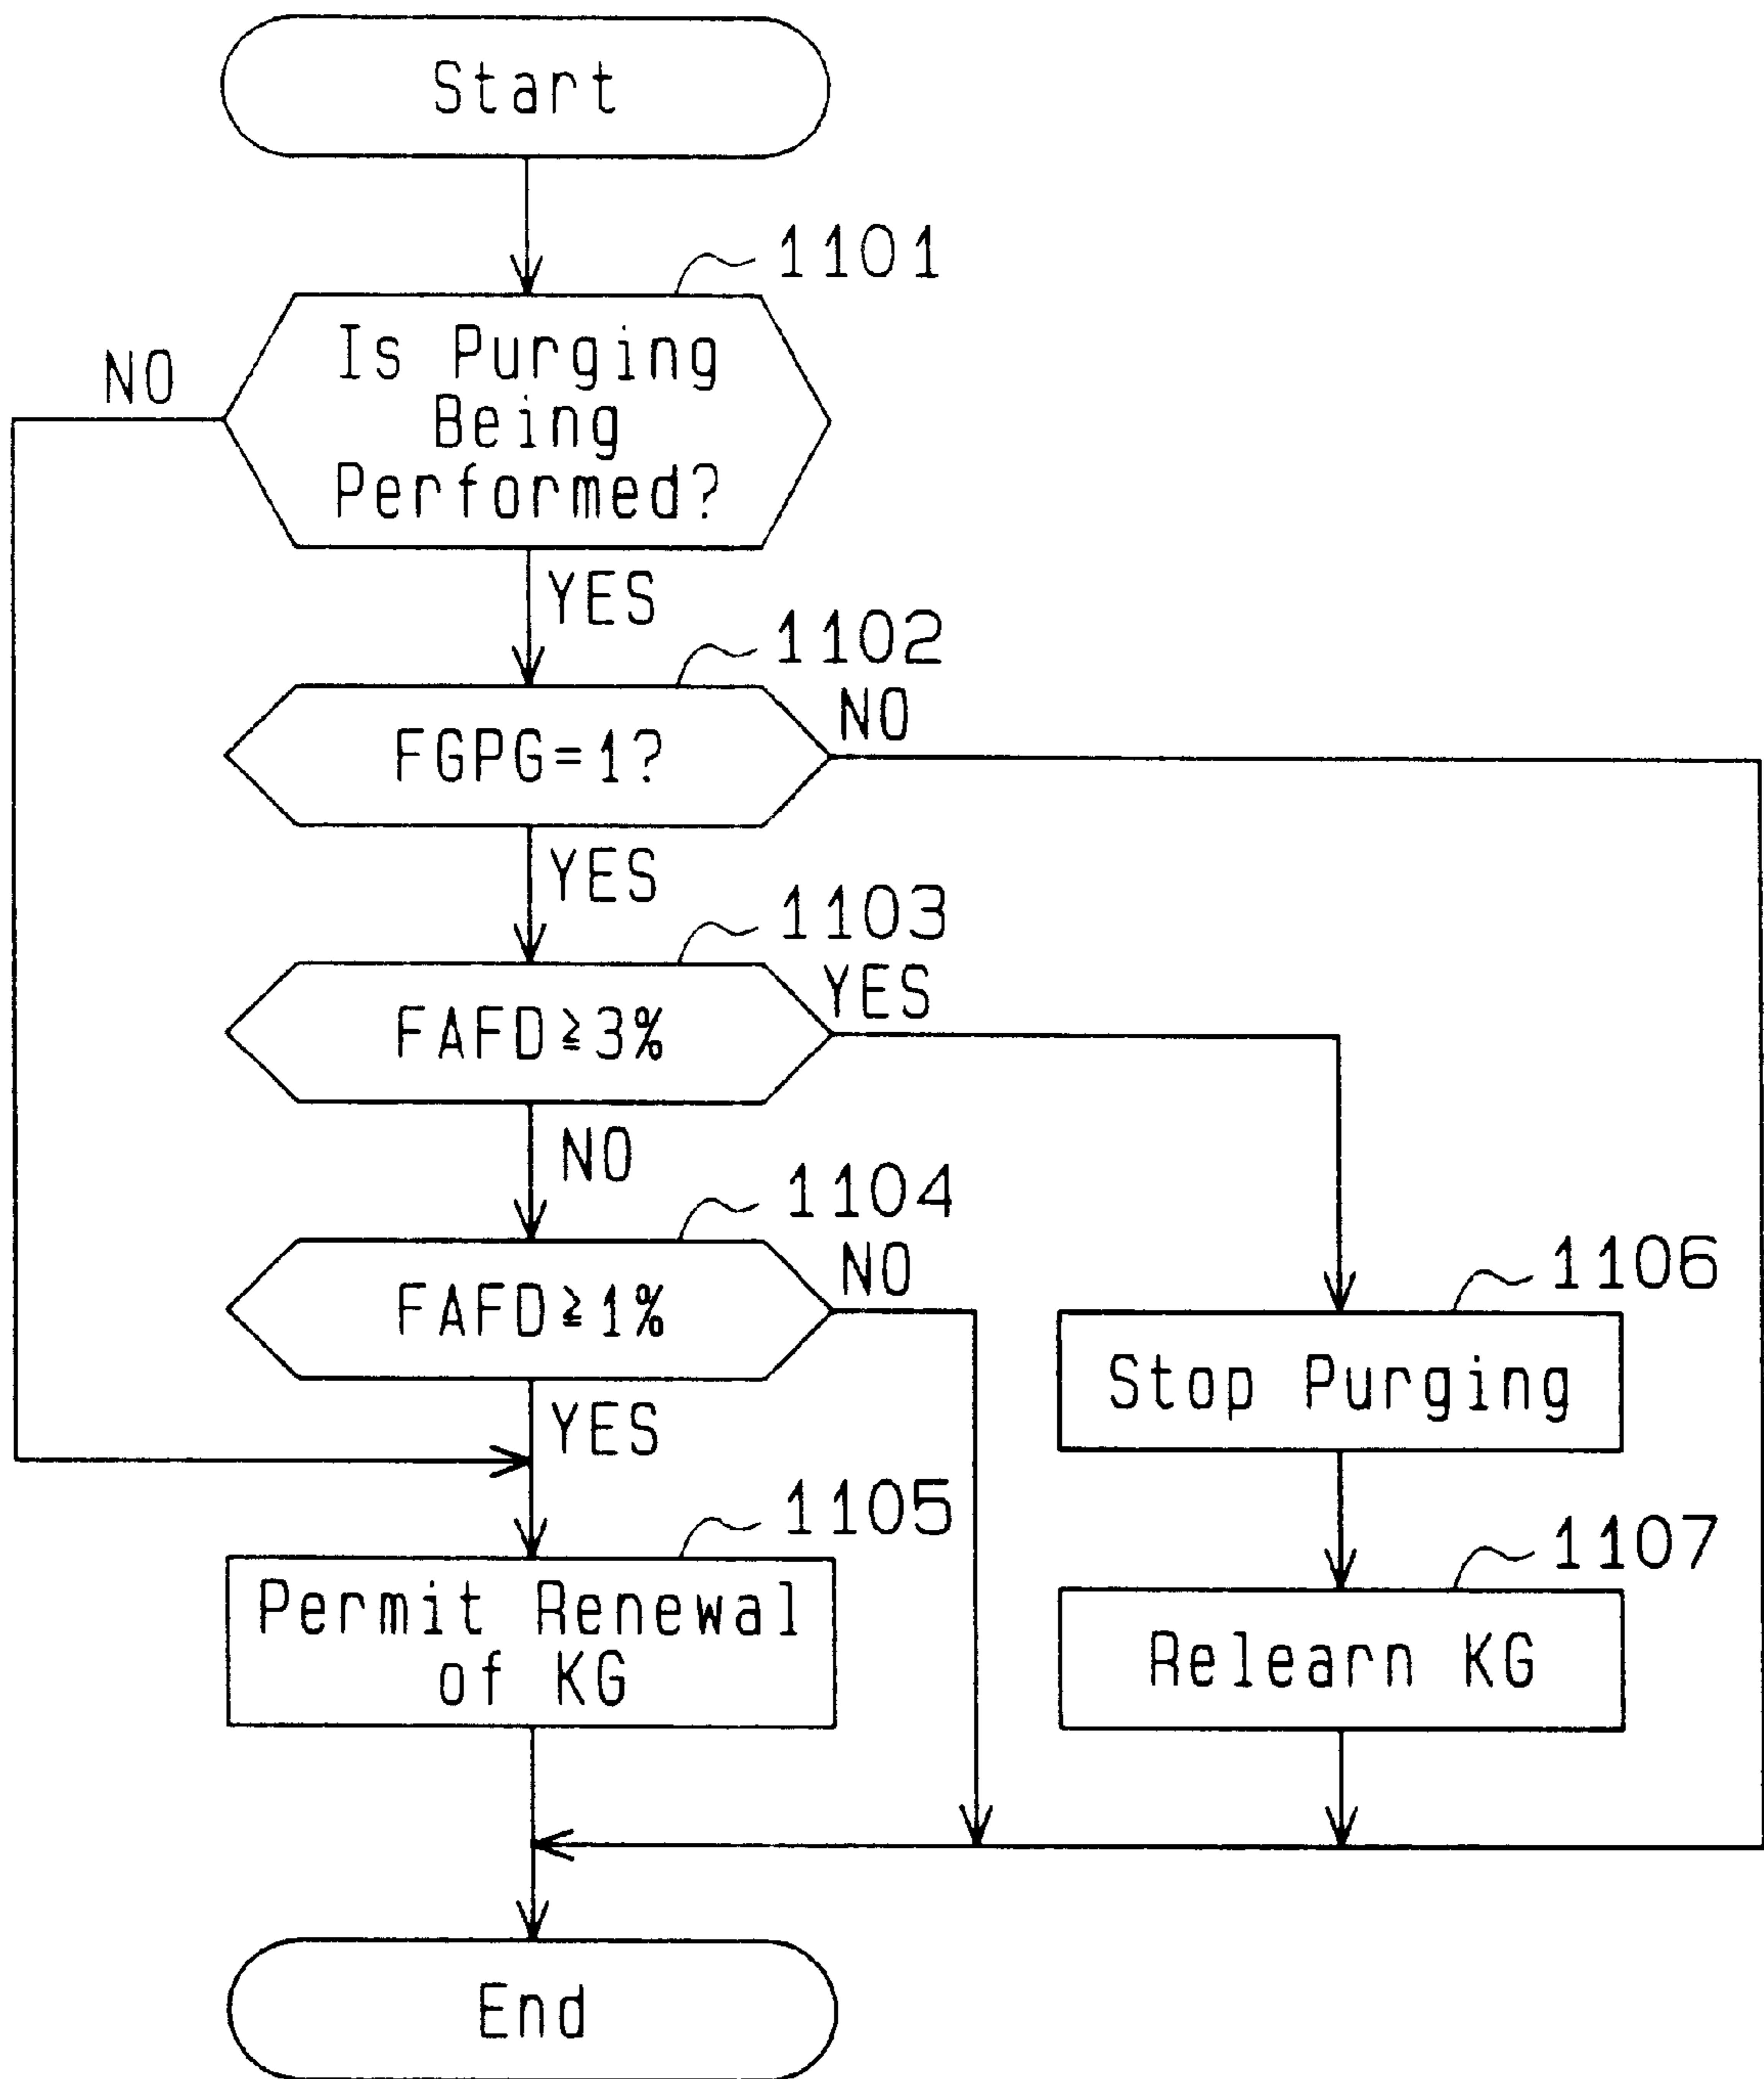 Start
1101
Is Purging
Being
Performed?
NO
YES
1102
FGPG=1?
NO
YES
1103
FAFD≧3%
YES
NO
1104
FAFD≧1%
NO
YES
1106
Stop Purging
1105
Permit Renewal
of KG
1107
Relearn KG
End